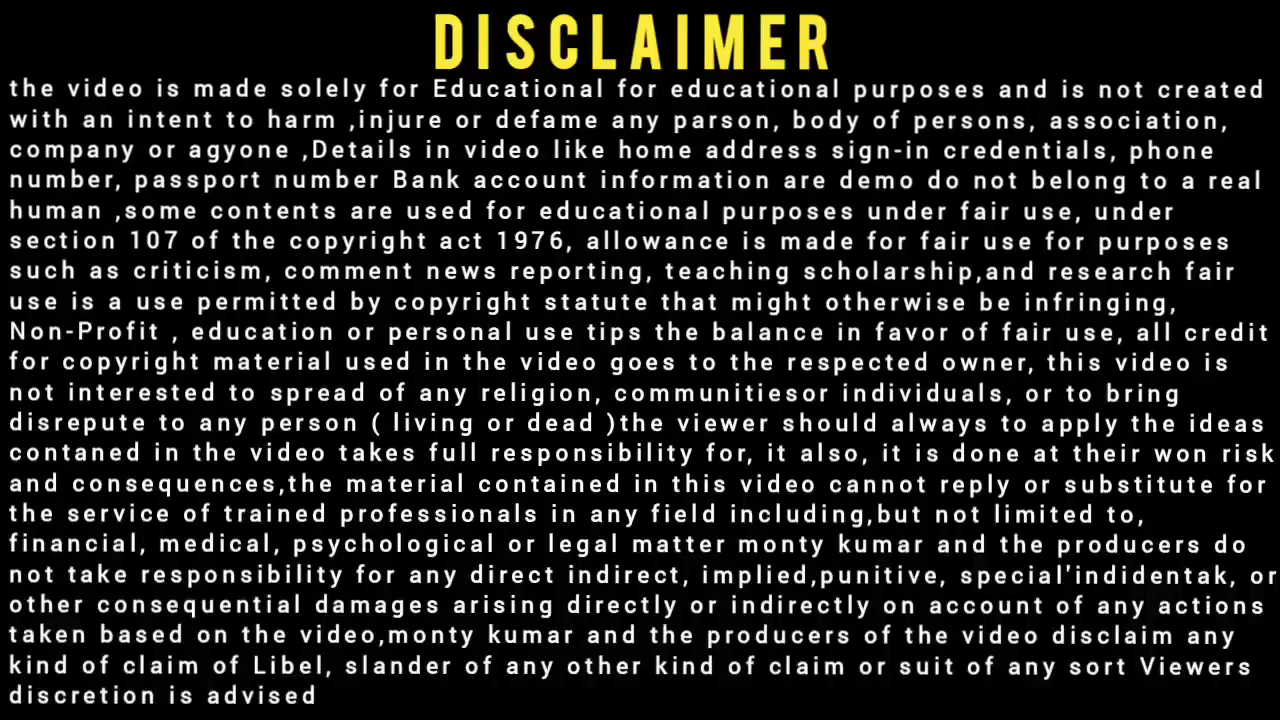 DISCLAIMER
the video is made solely for Educational for educational purposes and is not created
with an intent to harm ,injure or defame any parson, body of persons, association,
company or agyone ,Details in video like home address sign-in credentials, phone
number, passport number Bank account information are demo do not belong to a real
human ,some contents are used for educational purposes under fair use, under
section 107 of the copyright act 1976, allowance is made for fair use for purposes
such as criticism, comment news reporting, teaching scholarship,and research fair
use is a use permitted by copyright statute that might otherwise be infringing,
Non-Profit , education or personal use tips the balance in favor of fair use, all credit
for copyright material used in the video goes to the respected owner, this video is
not interested to spread of any religion, communitiesor individuals, or to bring
disrepute to any person ( living or dead )the viewer should always to apply the ideas
contaned in the video takes full responsibility for, it also, it is done at their won risk
and consequences,the material contained in this video cannot reply or substitute for
the service of trained professionals in any field including,but not limited to,
financial, medical, psychological or legal matter monty kumar and the producers do
not take responsibility for any direct indirect, implied,punitive, special'indidentak, or
other consequential damages arising directly or indirectly on account of any actions
taken based on the video,monty kumar and the producers of the video disclaim any
kind of claim of Libel, slander of any other kind of claim or suit of any sort Viewers
discretion is advised